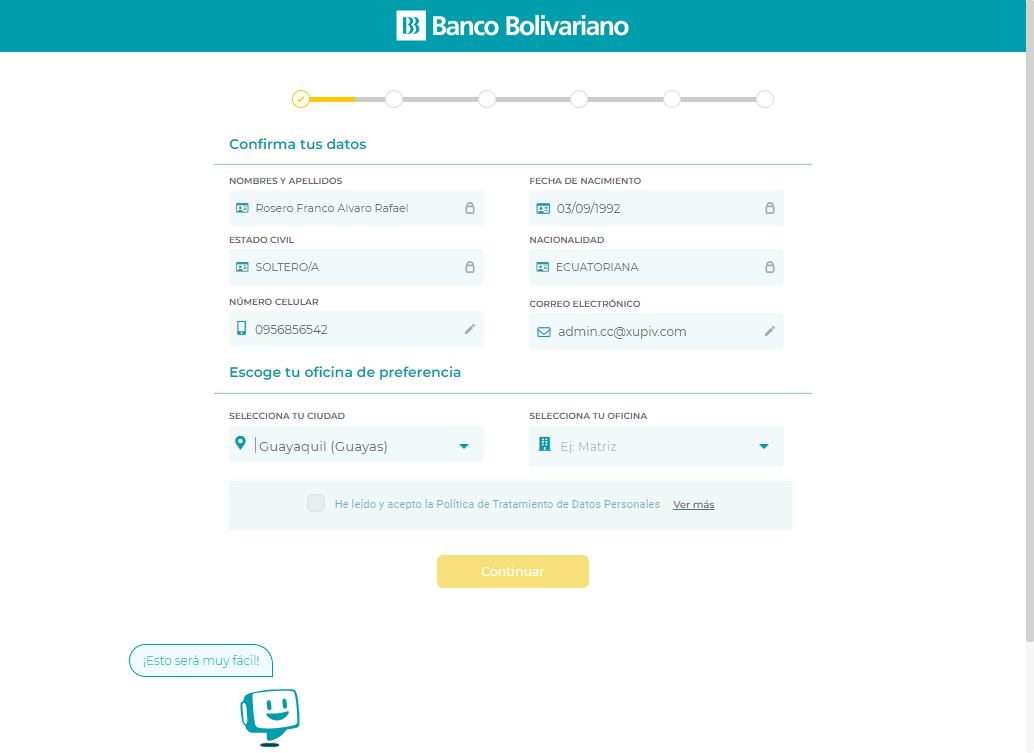 Banco Bolivariano
Confirma tus datos
NOMBRES Y APELLIDOS
Rosero Franco Alvaro Rafael
FECHA DE NACIMIENTO
03/09/1992
ESTADO CIVIL
SOLTERO/A
NACIONALIDAD
ECUATORIANA
NÚMERO CELULAR
0956856542
CORREO ELECTRÓNICO
admin.cc@xupiv.com
Escoge tu oficina de preferencia
SELECCIONA TU CIUDAD
Guayaquil (Guayas)
SELECCIONA TU OFICINA
Ej: Matriz
He leído y acepto la Política de Tratamiento de Datos Personales Ver más
Continuar
¡Esto será muy fácil!